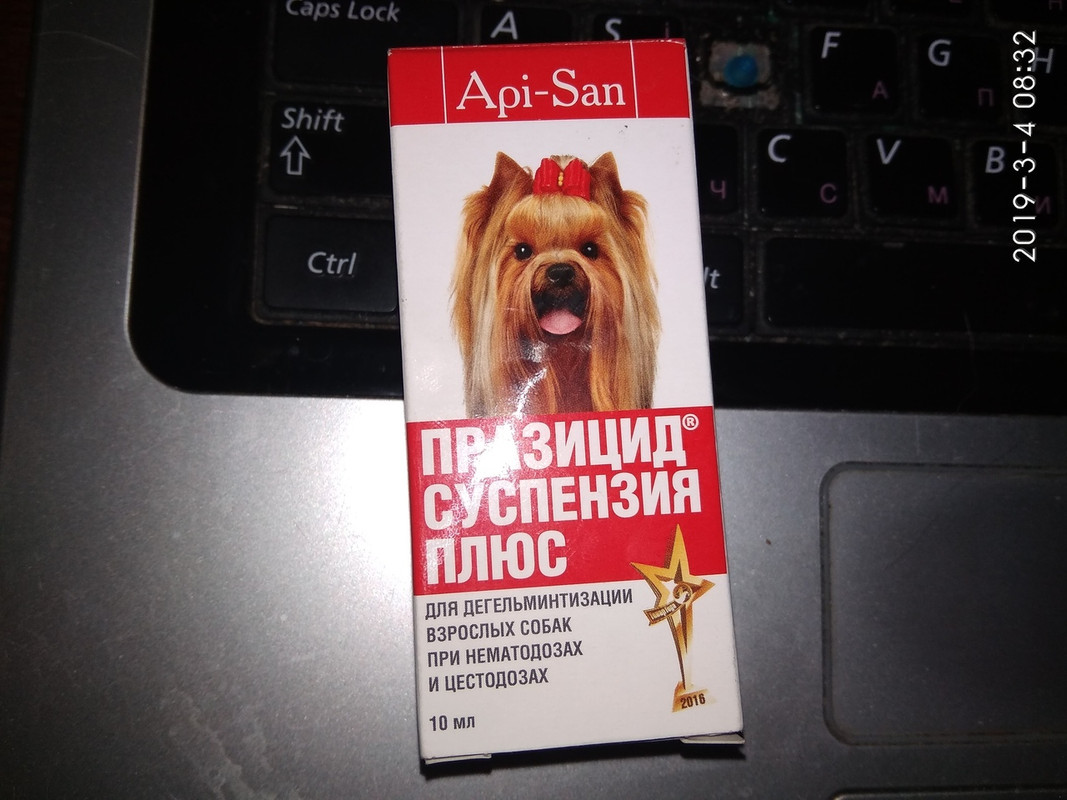 Caps Lock
A
S
F
А
G
П
H
Shift
Ч
C
С
V
М
B
И
Ctrl
lt
Api-San
ПРАЗИЦИД®
СУСПЕНЗИЯ
ПЛЮС
ДЛЯ ДЕГЕЛЬМИНТИЗАЦИИ
ВЗРОСЛЫХ СОБАК
ПРИ НЕМАТОДОЗАХ
И ЦЕСТОДОЗАХ
10 мл
2016
2019-3-4 08:32